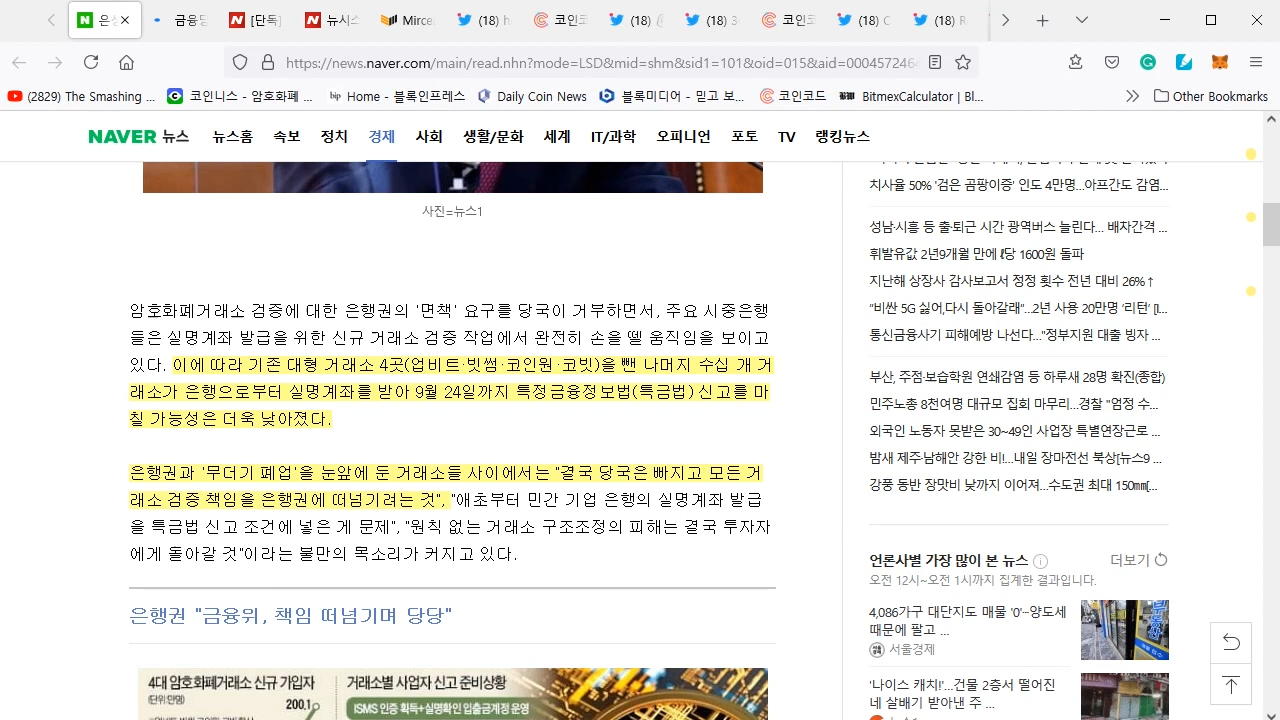 은성
금융당
[단독]
뉴시스
Mirce
(18) h
코인코
(18) @
(18) 3
코인코
(18) C
(18) R
https://news.naver.com/main/read.nhn?mode=LSD&mid=shm&sid1=101&oid=015&aid=000457246
(2829) The Smashing ...
코인니스 - 암호화폐 ...
bip Home - 블록인프레스
Daily Coin News
블록미디어 - 믿고 보...
코인코드
BitmexCalculator | Bl...
Other Bookmarks
NAVER 뉴스
뉴스홈 속보 정치 경제 사회 생활/문화 세계 IT/과학 오피니언 포토 TV 랭킹뉴스
사진=뉴스1
암호화폐거래소 검증에 대한 은행권의 '면책' 요구를 당국이 거부하면서, 주요 시중은행
들은 실명계좌 발급을 위한 신규 거래소 검증 작업에서 완전히 손을 뗄 움직임을 보이고
있다. 이에 따라 기존 대형 거래소 4곳(업비트·빗썸·코인원·코빗)을 뺀 나머지 수십 개 거
래소가 은행으로부터 실명계좌를 받아 9월 24일까지 특정금융정보법(특금법) 신고를 마
칠 가능성은 더욱 낮아졌다.
은행권과 '무더기 폐업'을 눈앞에 둔 거래소들 사이에서는 "결국 당국은 빠지고 모든 거
래소 검증 책임을 은행권에 떠넘기려는 것", "애초부터 민간 기업 은행의 실명계좌 발급
을 특금법 신고 조건에 넣은 게 문제", "원칙 없는 거래소 구조조정의 피해는 결국 투자자
에게 돌아갈 것"이라는 불만의 목소리가 커지고 있다.
은행권 "금융위, 책임 떠넘기며 당당"
4대 암호화폐거래소 신규 가입자
(단위:만명)
200.1
거래소별 사업자 신고 준비상황
ISMS 인증 획득+실명확인 입출금계정 운영
치사율 50% '검은 곰팡이증' 인도 4만명...아프간도 감염...
성남·시흥 등 출·퇴근 시간 광역버스 늘린다... 배차간격 ...
휘발유값 2년9개월 만에 ℓ당 1600원 돌파
지난해 상장사 감사보고서 정정 횟수 전년 대비 26%↑
"비싼 5G 싫어,다시 돌아갈래"...2년 사용 20만명 '리턴' [I...
통신금융사기 피해예방 나선다..."정부지원 대출 빙자 ...
부산, 주점·보습학원 연쇄감염 등 하루새 28명 확진(종합)
민주노총 8천여명 대규모 집회 마무리...경찰 "엄정 수...
외국인 노동자 못받은 30~49인 사업장 특별연장근로 ...
밤새 제주·남해안 강한 비!...내일 장마전선 북상[뉴스9 ...
강풍 동반 장맛비 낮까지 이어져...수도권 최대 150㎜[...
언론사별 가장 많이 본 뉴스
더보기
오전 12시~오전 1시까지 집계한 결과입니다.
4,086가구 대단지도 매물 '0'…양도세
때문에 팔고 ...
서울경제
부동산
'나이스 캐치!'...건물 2층서 떨어진
네 살배기 받아낸 주 ...